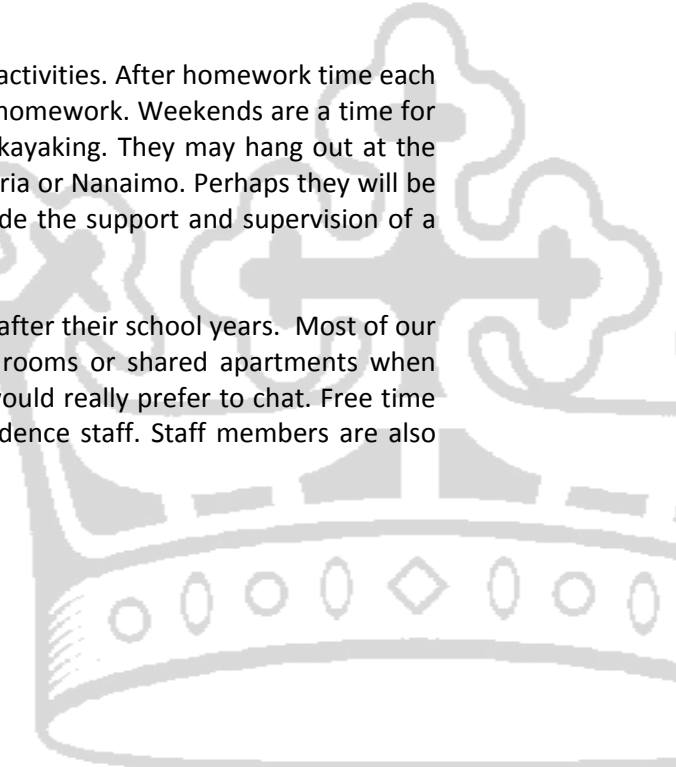 activities. After homework time each
homework. Weekends are a time for
kayaking. They may hang out at the
ria or Nanaimo. Perhaps they will be
de the support and supervision of a
after their school years. Most of our
rooms or shared apartments when
ould really prefer to chat. Free time
dence staff. Staff members are also